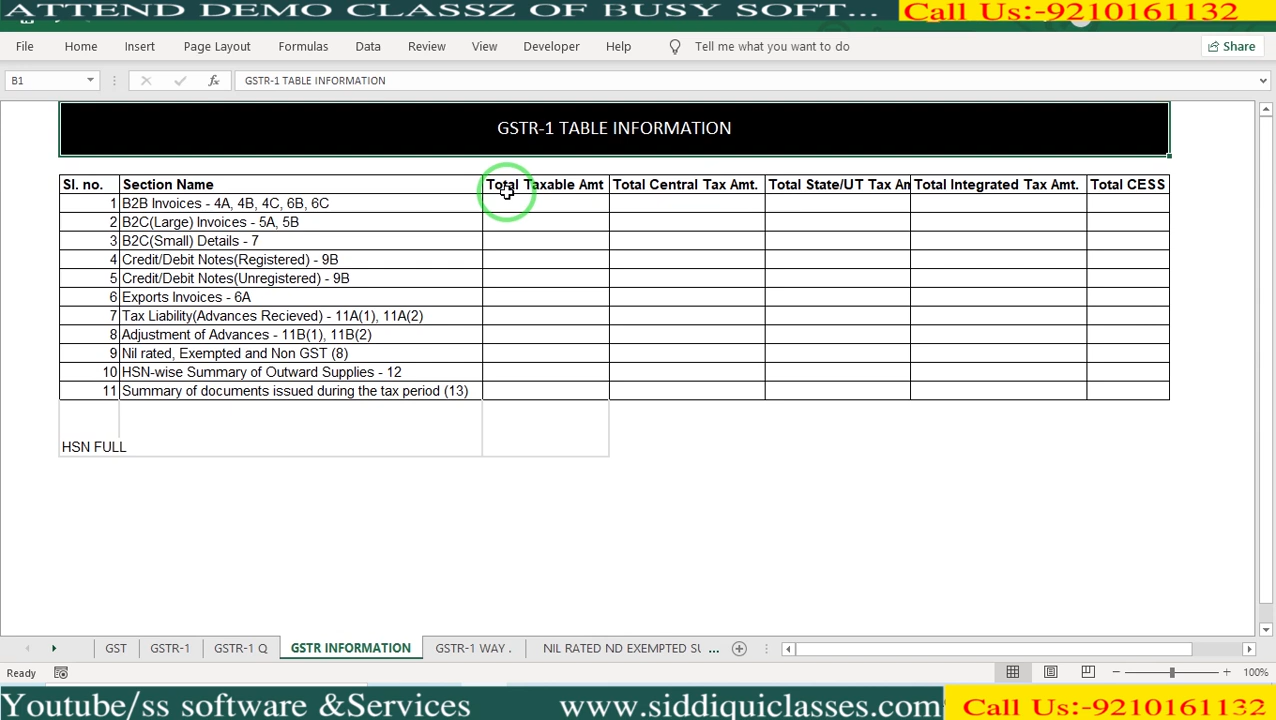 ATTEND DEMO CLASSZ OF BUSY SOFT... Call Us:-9210161132
File Home Insert Page Layout Formulas Data Review View Developer Help Tell me what you want to do Share
B1 fx GSTR-1 TABLE INFORMATION
GSTR-1 TABLE INFORMATION
Sl. no. Section Name Total Taxable Amt Total Central Tax Amt. Total State/UT Tax Am Total Integrated Tax Amt. Total CESS
1 B2B Invoices - 4A, 4B, 4C, 6B, 6C
2 B2C(Large) Invoices - 5A, 5B
3 B2C(Small) Details - 7
4 Credit/Debit Notes(Registered) - 9B
5 Credit/Debit Notes(Unregistered) - 9B
6 Exports Invoices - 6A
7 Tax Liability(Advances Recieved) - 11A(1), 11A(2)
8 Adjustment of Advances - 11B(1), 11B(2)
9 Nil rated, Exempted and Non GST (8)
10 HSN-wise Summary of Outward Supplies - 12
11 Summary of documents issued during the tax period (13)
HSN FULL
GST GSTR-1 GSTR-1 Q GSTR INFORMATION GSTR-1 WAY . NIL RATED ND EXEMPTED SU ...
Ready 100%
Youtube/ss software &Services www.siddiquiclasses.com Call Us:-9210161132